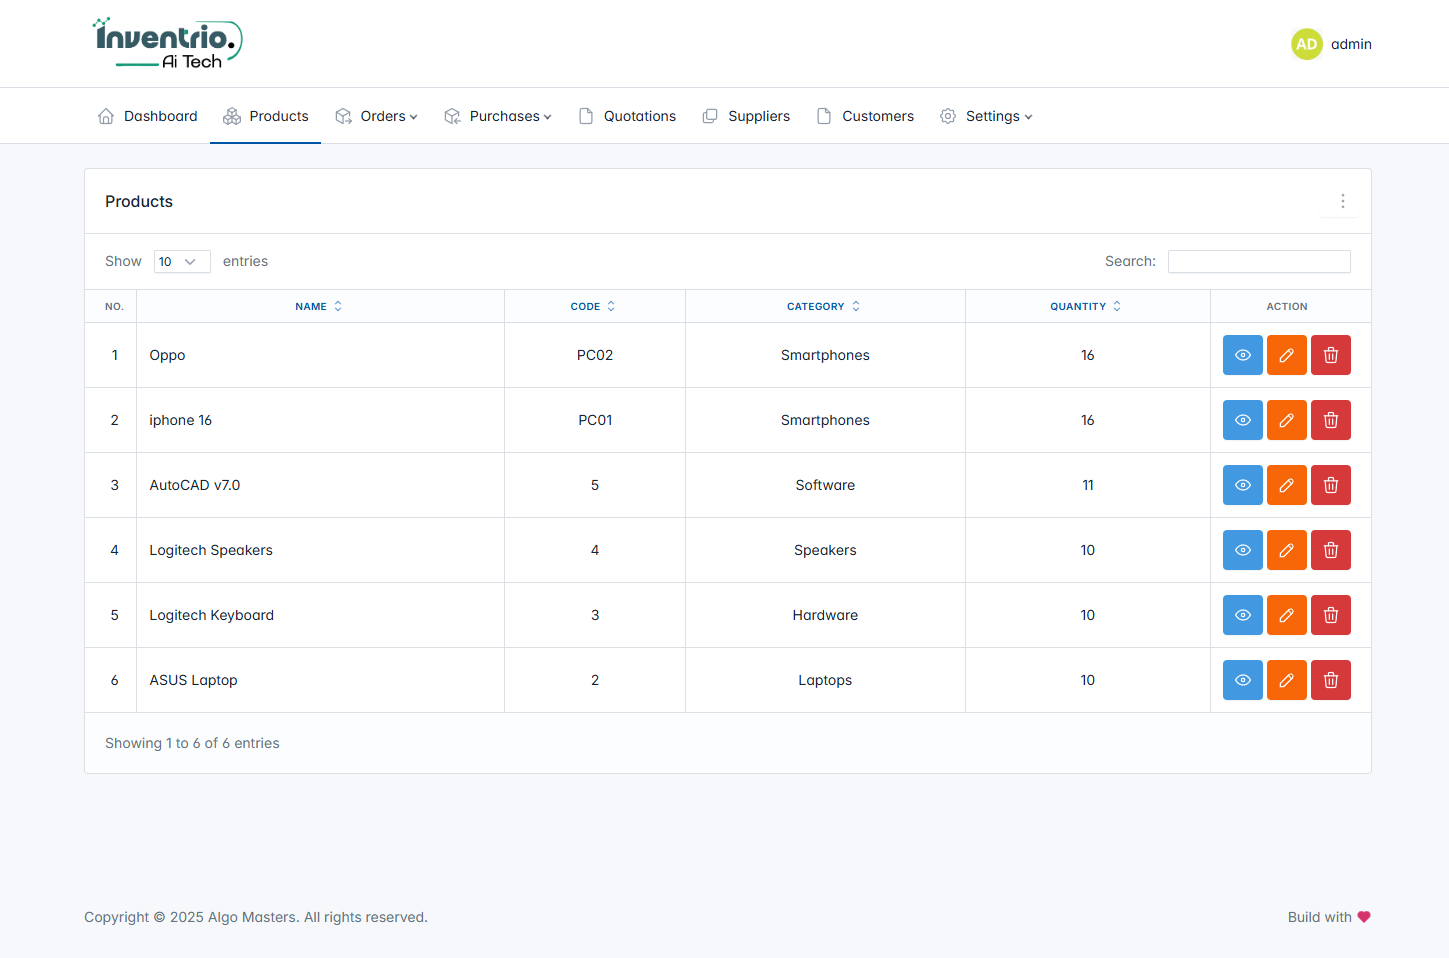 Inventrio.
Ai Tech
AD admin
Dashboard Products Orders Purchases Quotations Suppliers Customers Settings
Products
Show 10 entries Search:
NO. NAME CODE CATEGORY QUANTITY ACTION
1 Oppo PC02 Smartphones 16
2 iphone 16 PC01 Smartphones 16
3 AutoCAD v7.0 5 Software 11
4 Logitech Speakers 4 Speakers 10
5 Logitech Keyboard 3 Hardware 10
6 ASUS Laptop 2 Laptops 10
Showing 1 to 6 of 6 entries
Copyright © 2025 Algo Masters. All rights reserved. Build with